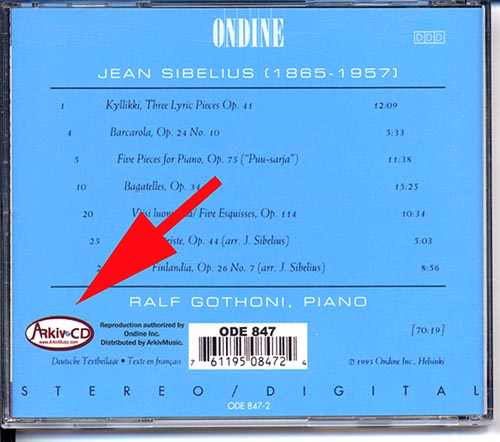 ONDINE
DDD
JEAN SIBELIUS (1865-1957)
1 Kyllikki, Three Lyric Pieces Op. 41 12:09
4 Barcarola, Op. 24 No. 10 5:33
5 Five Pieces for Piano, Op. 75 ("Puu-sarja") 11:38
10 Bagatelles, Op. 34 15:25
20 Five Esquisses, Op. 114 10:34
25 Op. 44 (arr. J. Sibelius) 5:03
Finlandia, Op. 26 No. 7 (arr. J. Sibelius) 8:56
RALF GOTHONI, PIANO
ArkivCD
www.ArkivMusic.com
Reproduction authorized by
Ondine Inc.
Distributed by ArkivMusic.
ODE 847
7 61195 08472 4
[70:19]
Deutsche Textbeilage • Texte en français
© 1995 Ondine Inc., Helsinki
STEREO/DIGITAL
ODE 847-2